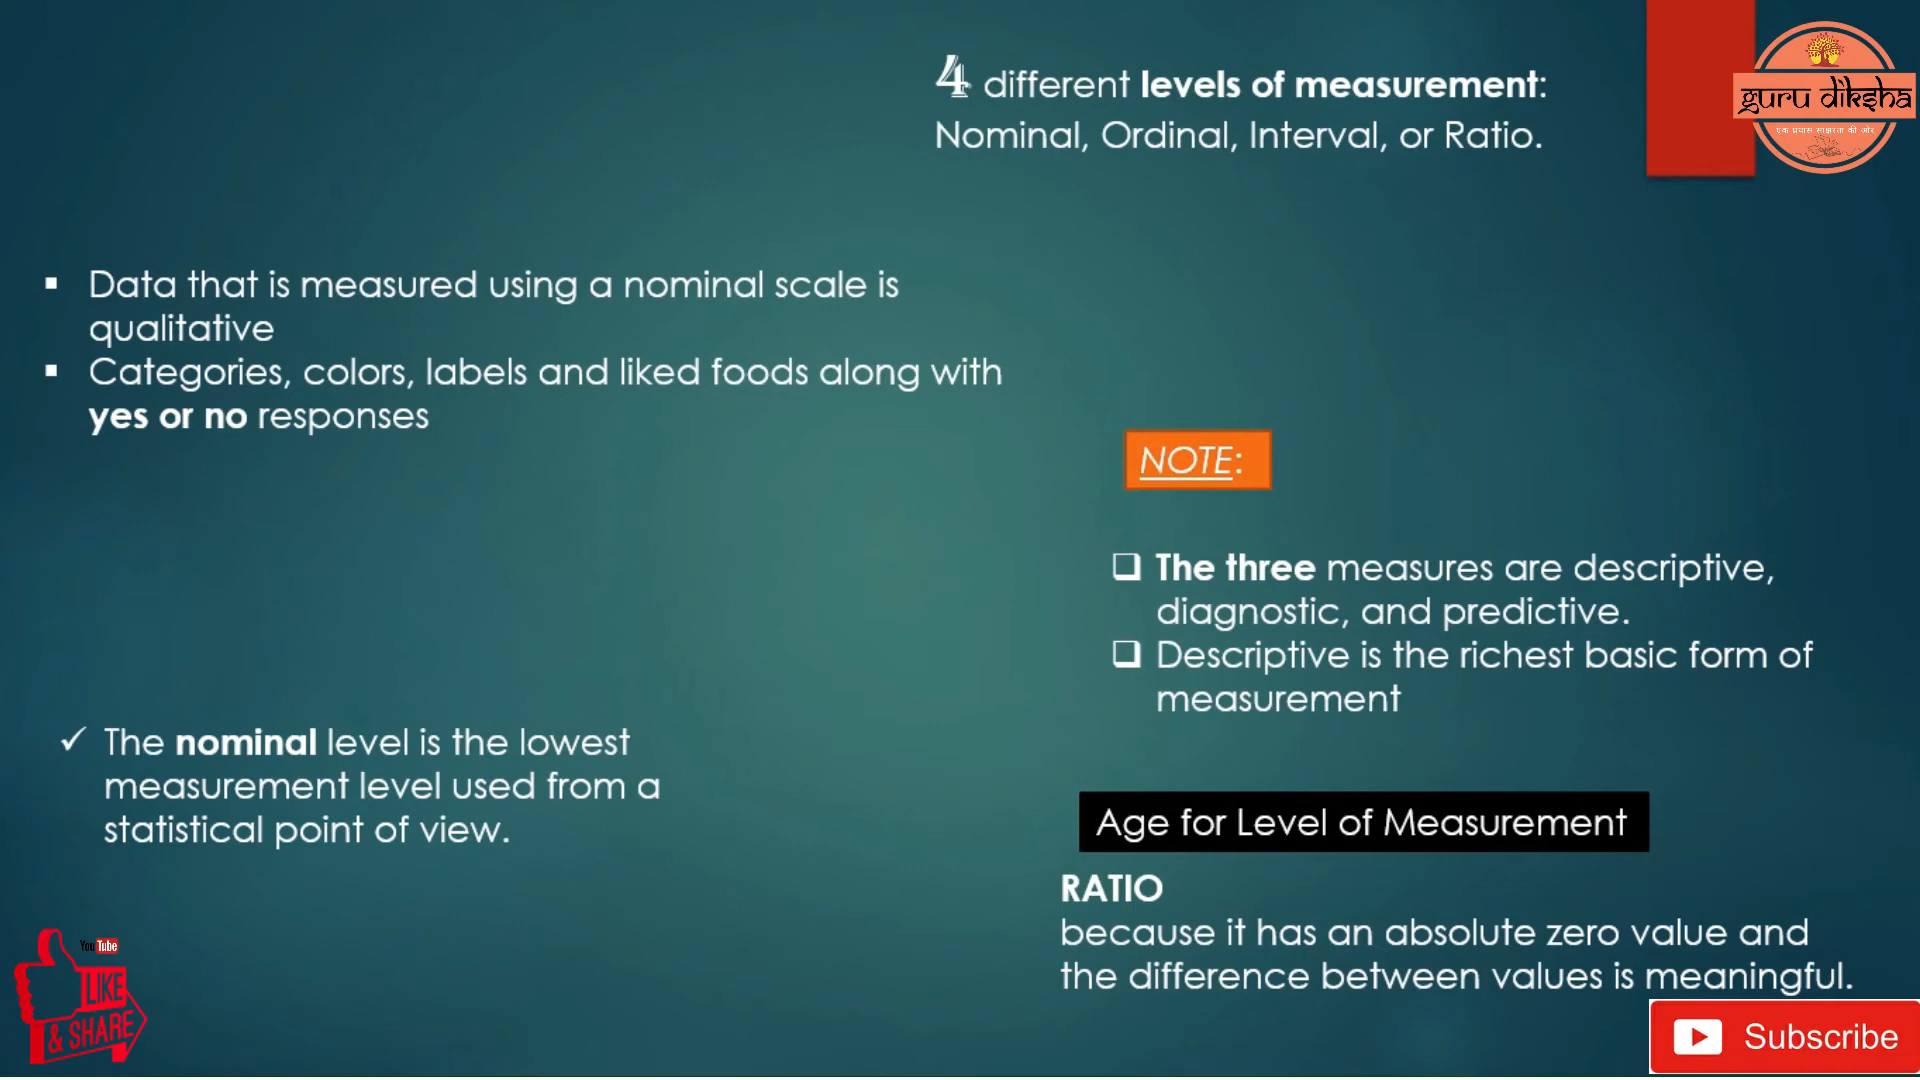 4 different levels of measurement:
Nominal, Ordinal, Interval, or Ratio.
guru diksha
एक प्रयास साक्षरता की ओर
▪ Data that is measured using a nominal scale is
qualitative
▪ Categories, colors, labels and liked foods along with
yes or no responses
NOTE:
❑ The three measures are descriptive,
diagnostic, and predictive.
❑ Descriptive is the richest basic form of
measurement
✓ The nominal level is the lowest
measurement level used from a
statistical point of view.
Age for Level of Measurement
RATIO
because it has an absolute zero value and
the difference between values is meaningful.
YouTube
LIKE
& SHARE
Subscribe